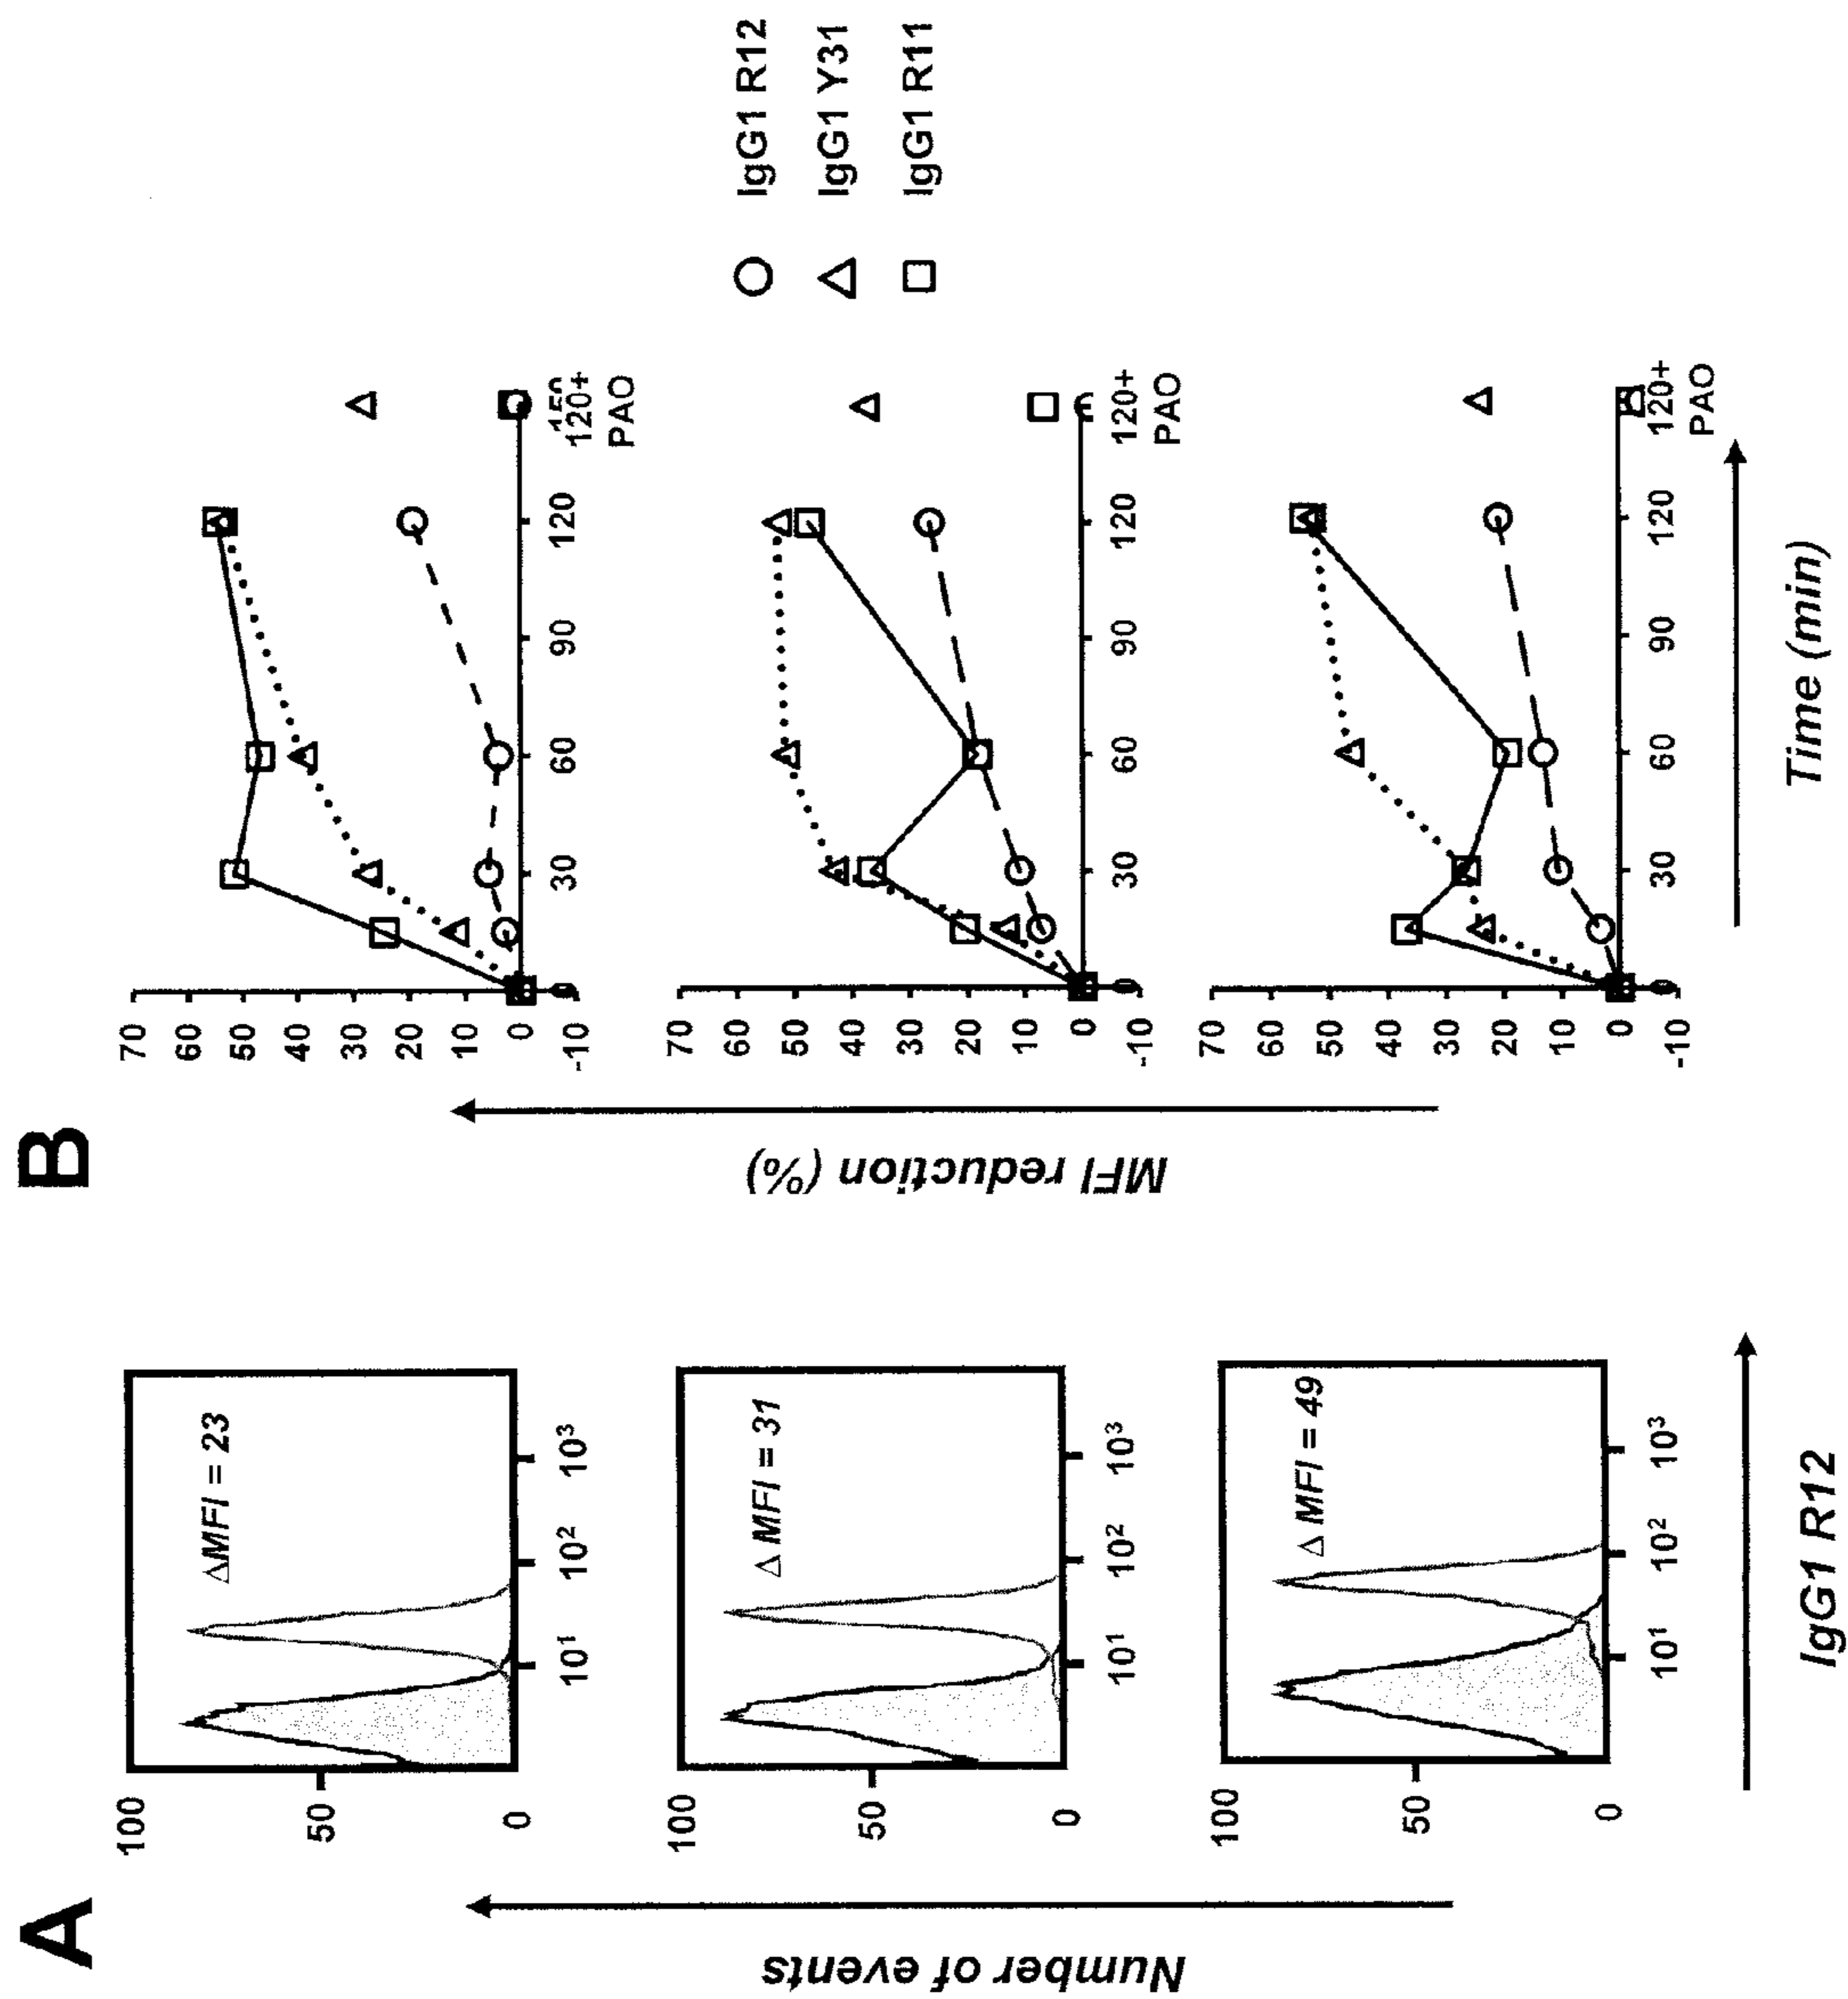 A
Number of events
100
50
0
ΔMFI = 23
10¹ 10² 10³
100
50
0
Δ MFI = 31
10¹ 10² 10³
100
50
0
Δ MFI = 49
10¹ 10² 10³
IgG1 R12
B
MFI reduction (%)
70
60
50
40
30
20
10
0
-10
0 30 60 90 120
120+
PAO
70
60
50
40
30
20
10
0
-10
0 30 60 90 120 120+
PAO
70
60
50
40
30
20
10
0
-10
0 30 60 90 120 120+
PAO
Time (min)
IgG1 R12
IgG1 Y31
IgG1 R11